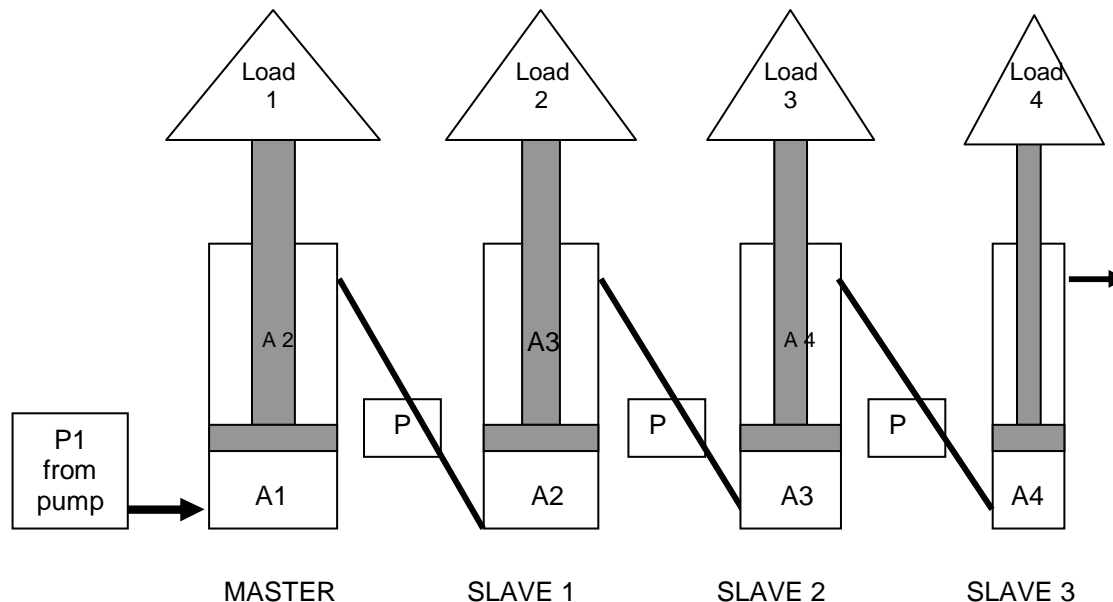 Load
1
Load
2
Load
3
Load
4
A 2
A3
A 4
P1
from
pump
P
P
P
A1
A2
A3
A4
MASTER
SLAVE 1
SLAVE 2
SLAVE 3